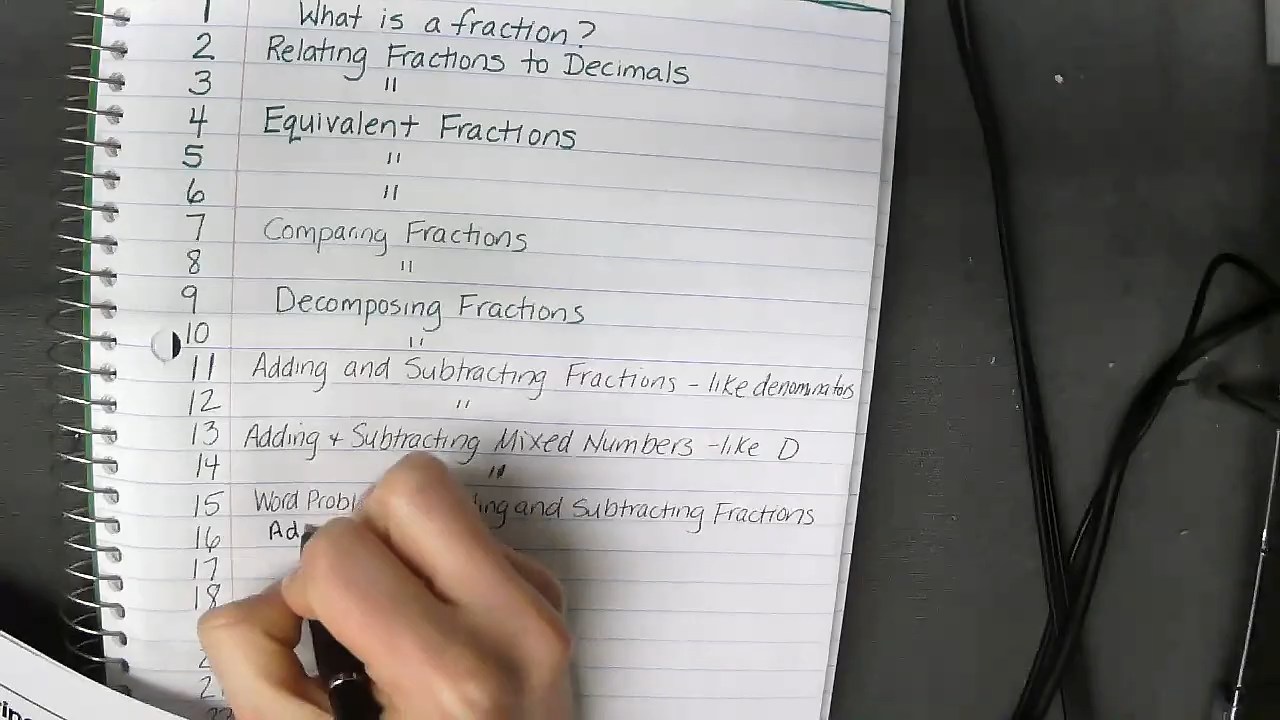 1 What is a fraction?
2 Relating Fractions to Decimals
3 "
4 Equivalent Fractions
5 "
6 "
7 Comparing Fractions
8 "
9 Decomposing Fractions
10 "
11 Adding and Subtracting Fractions - like denominators
12 "
13 Adding + Subtracting Mixed Numbers - like D
14 "
15 Word and Subtracting Fractions
16 Ad
17
18